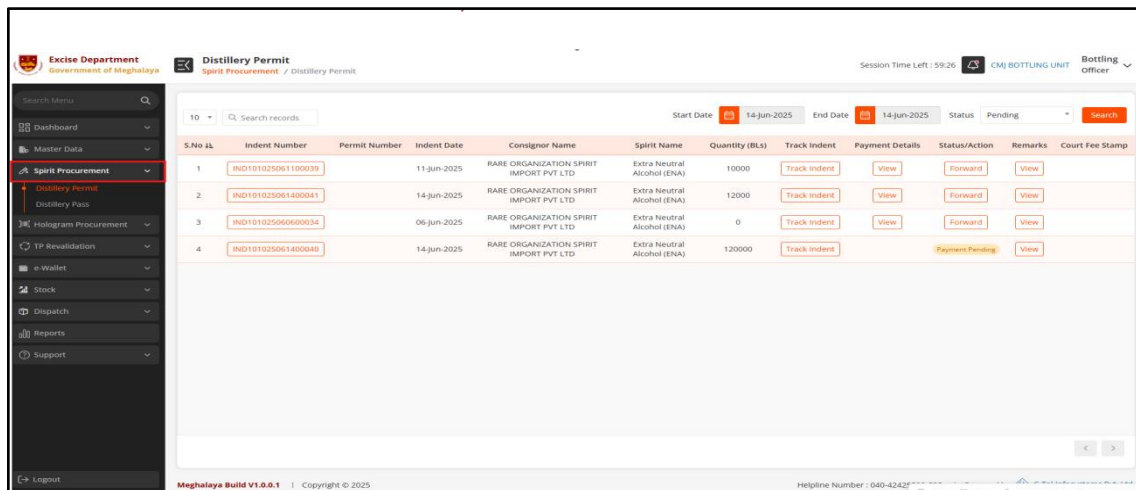 Excise Department
Government of Meghalaya
Distillery Permit
Spirit Procurement / Distillery Permit
Session Time Left : 59:26
CMJ BOTTLING UNIT
Bottling
Officer
Search Menu
Dashboard
Master Data
Spirit Procurement
Distillery Permit
Distillery Pass
Hologram Procurement
TP Revalidation
e-Wallet
Stock
Dispatch
Reports
Support
Logout
10 Search records Start Date 14-Jun-2025 End Date 14-Jun-2025 Status Pending Search
S.No Indent Number Permit Number Indent Date Consignor Name Spirit Name Quantity (BLs) Track Indent Payment Details Status/Action Remarks Court Fee Stamp
1 IND101025061100039 11-Jun-2025 RARE ORGANIZATION SPIRIT IMPORT PVT LTD Extra Neutral Alcohol (ENA) 10000 Track Indent View Forward View
2 IND101025061400041 14-Jun-2025 RARE ORGANIZATION SPIRIT IMPORT PVT LTD Extra Neutral Alcohol (ENA) 12000 Track Indent View Forward View
3 IND101025060600034 06-Jun-2025 RARE ORGANIZATION SPIRIT IMPORT PVT LTD Extra Neutral Alcohol (ENA) 0 Track Indent View Forward View
4 IND101025061400040 14-Jun-2025 RARE ORGANIZATION SPIRIT IMPORT PVT LTD Extra Neutral Alcohol (ENA) 120000 Track Indent Payment Pending View
Meghalaya Build V1.0.0.1 | Copyright © 2025
Helpline Number : 040-4242